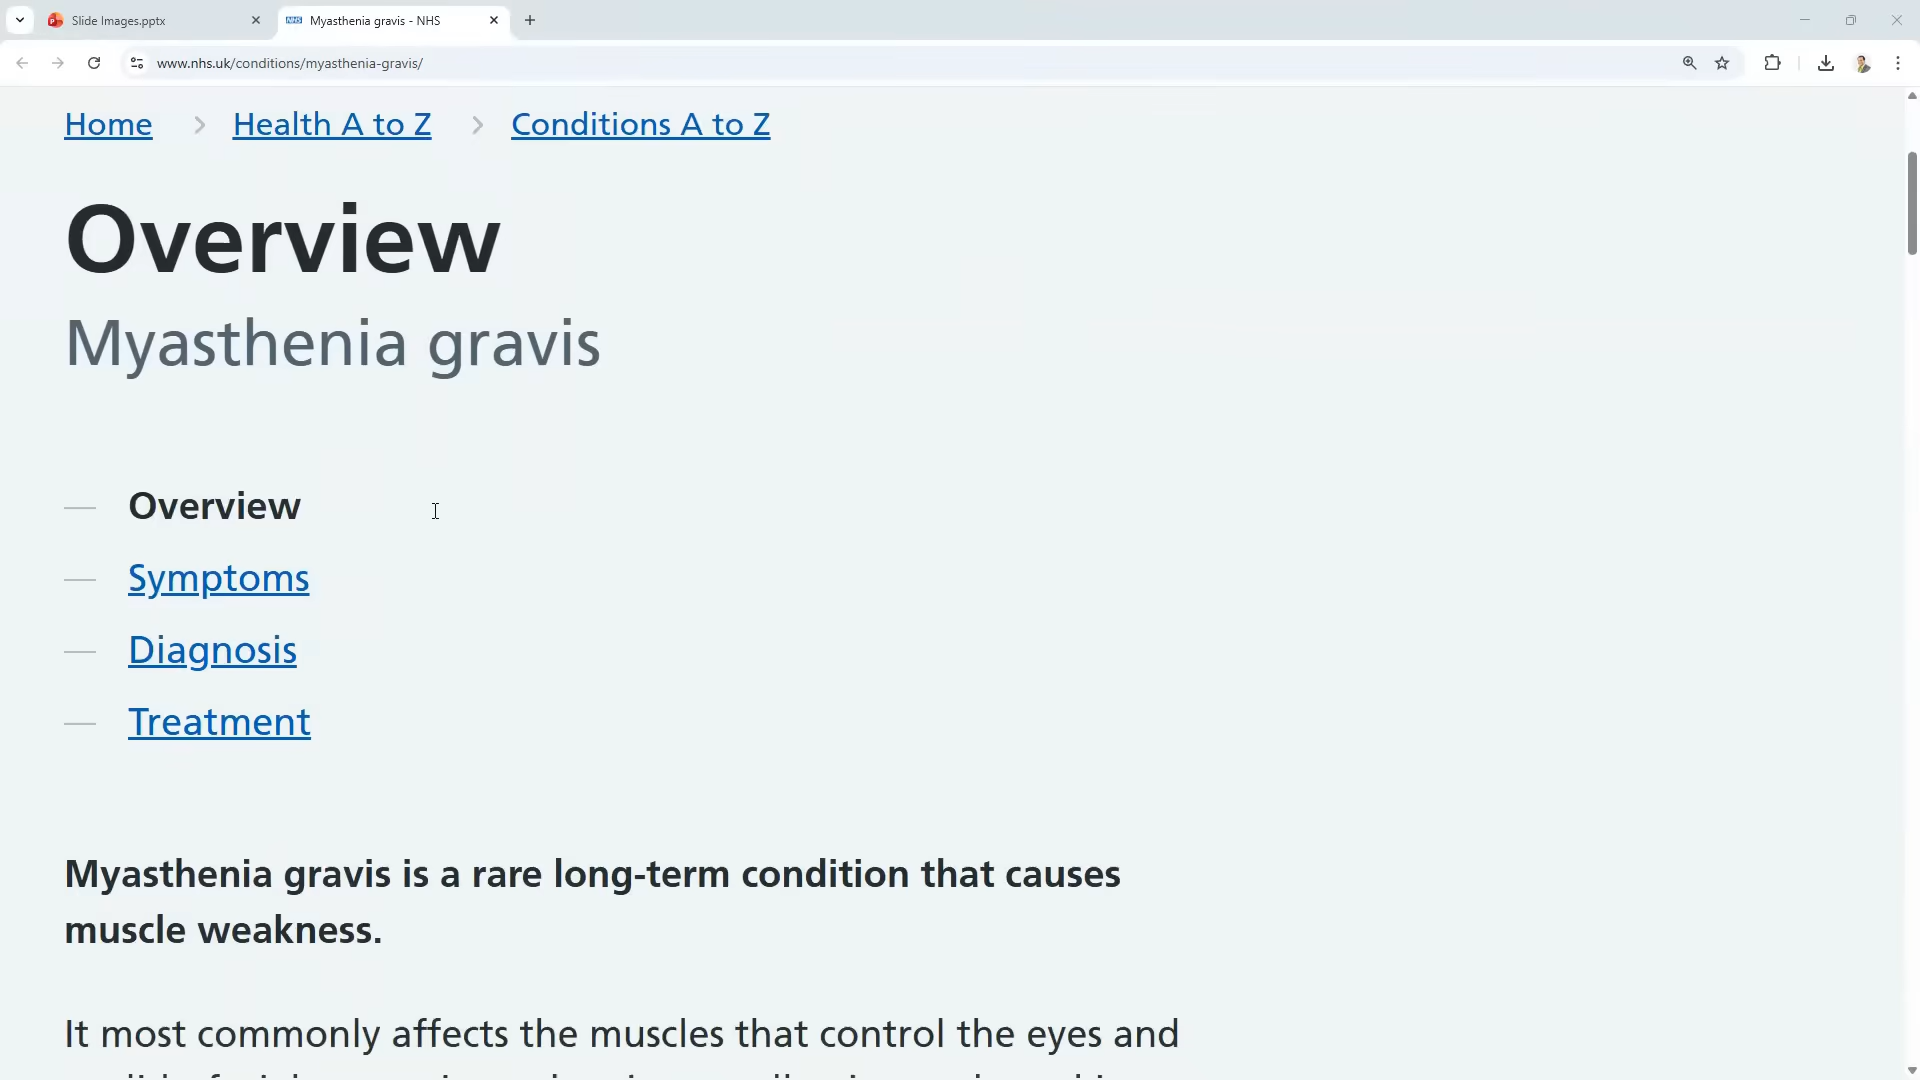 Slide Images.pptx
Myasthenia gravis - NHS
www.nhs.uk/conditions/myasthenia-gravis/
Home > Health A to Z > Conditions A to Z
Overview
Myasthenia gravis
— Overview
— Symptoms
— Diagnosis
— Treatment
Myasthenia gravis is a rare long-term condition that causes
muscle weakness.
It most commonly affects the muscles that control the eyes and